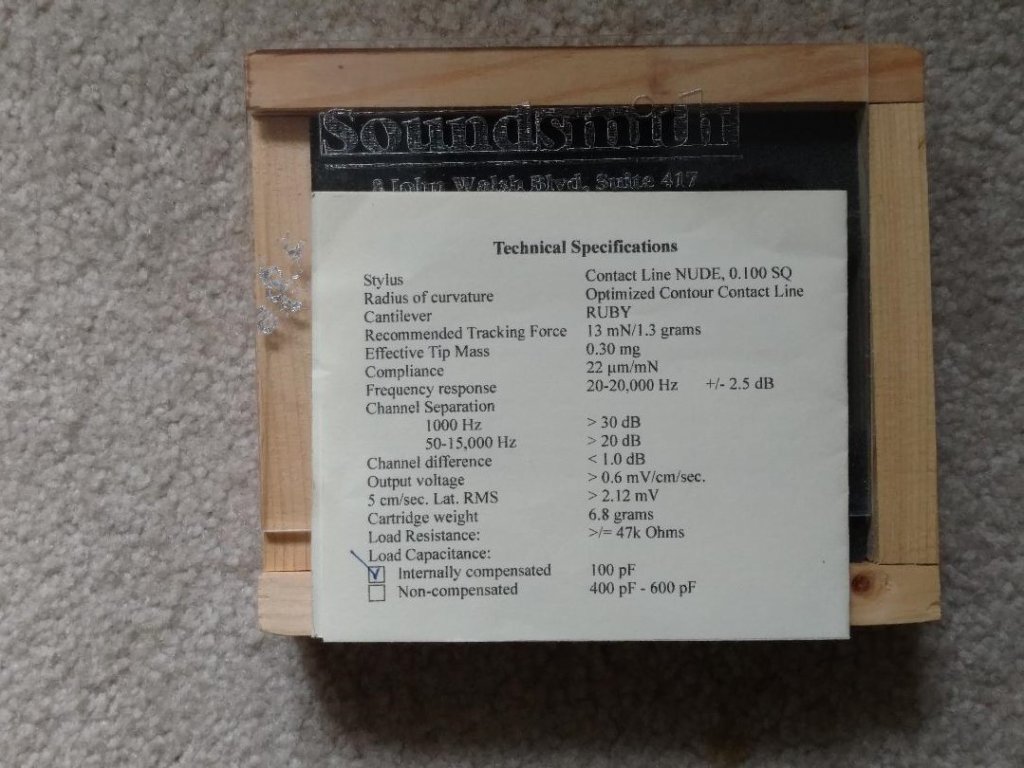 Soundsmith
8 John Walsh Blvd, Suite 417
Technical Specifications
Stylus Contact Line NUDE, 0.100 SQ
Radius of curvature Optimized Contour Contact Line
Cantilever RUBY
Recommended Tracking Force 13 mN/1.3 grams
Effective Tip Mass 0.30 mg
Compliance 22 µm/mN
Frequency response 20-20,000 Hz +/- 2.5 dB
Channel Separation
1000 Hz > 30 dB
50-15,000 Hz > 20 dB
Channel difference < 1.0 dB
Output voltage > 0.6 mV/cm/sec.
5 cm/sec. Lat. RMS > 2.12 mV
Cartridge weight 6.8 grams
Load Resistance: >/= 47k Ohms
Load Capacitance:
Internally compensated 100 pF
Non-compensated 400 pF - 600 pF